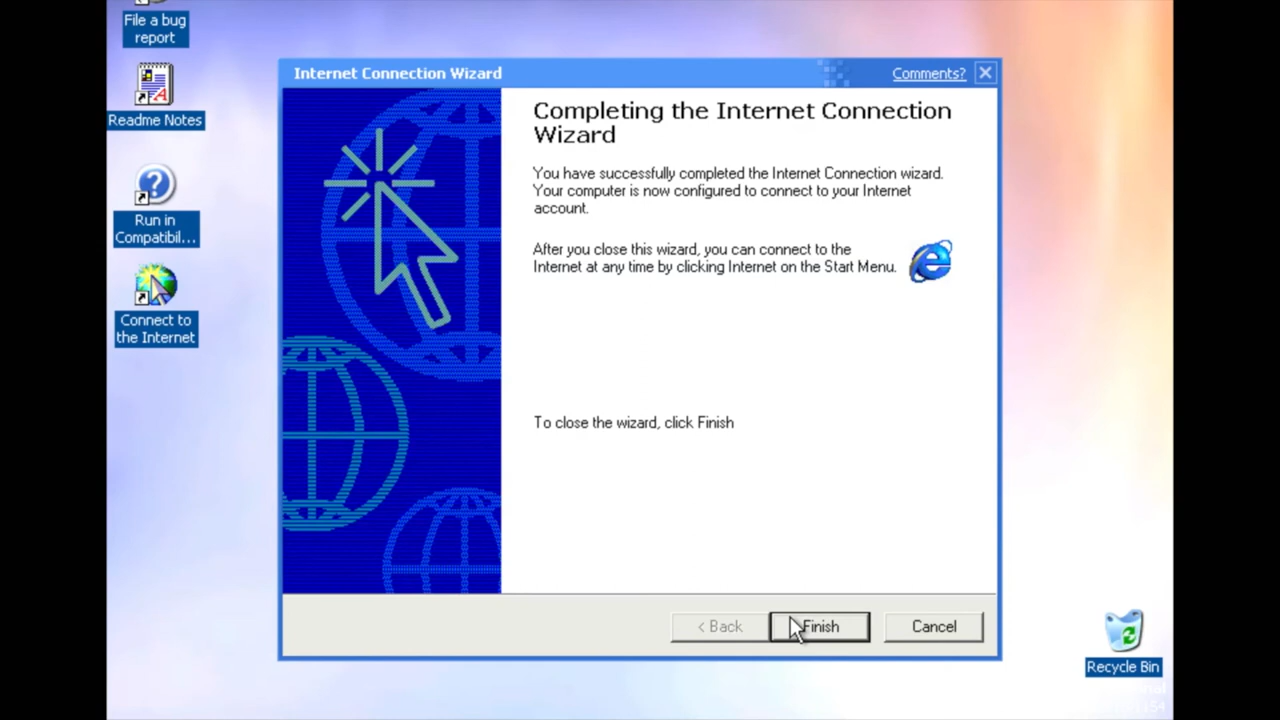 File a bug
report
Readme Notes
Run in
Compatibil...
Connect to
the Internet
Internet Connection Wizard
Comments?
Completing the Internet Connection
Wizard
You have successfully completed the Internet Connection wizard.
Your computer is now configured to connect to your Internet
account.
After you close this wizard, you can connect to the
Internet at any time by clicking Internet on the Start Menu.
To close the wizard, click Finish
< Back
Finish
Cancel
Recycle Bin